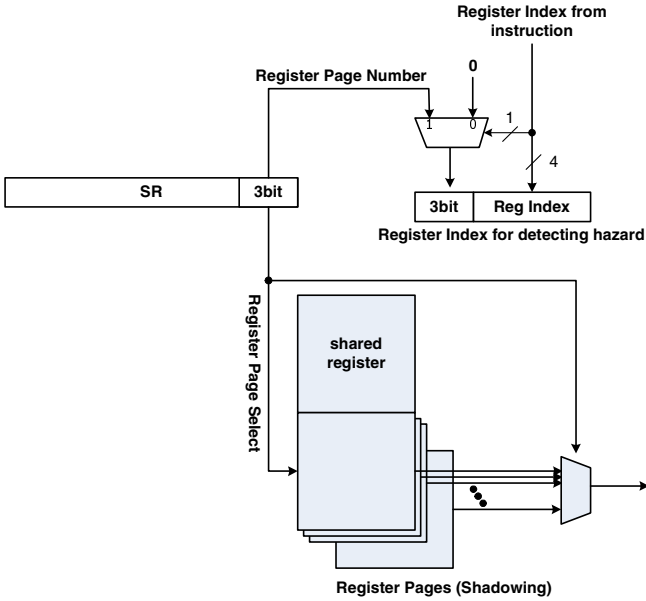 Register Index from
instruction
0
Register Page Number
1
0
1
4
SR
3bit
3bit
Reg Index
Register Index for detecting hazard
Register Page Select
shared
register
Register Pages (Shadowing)